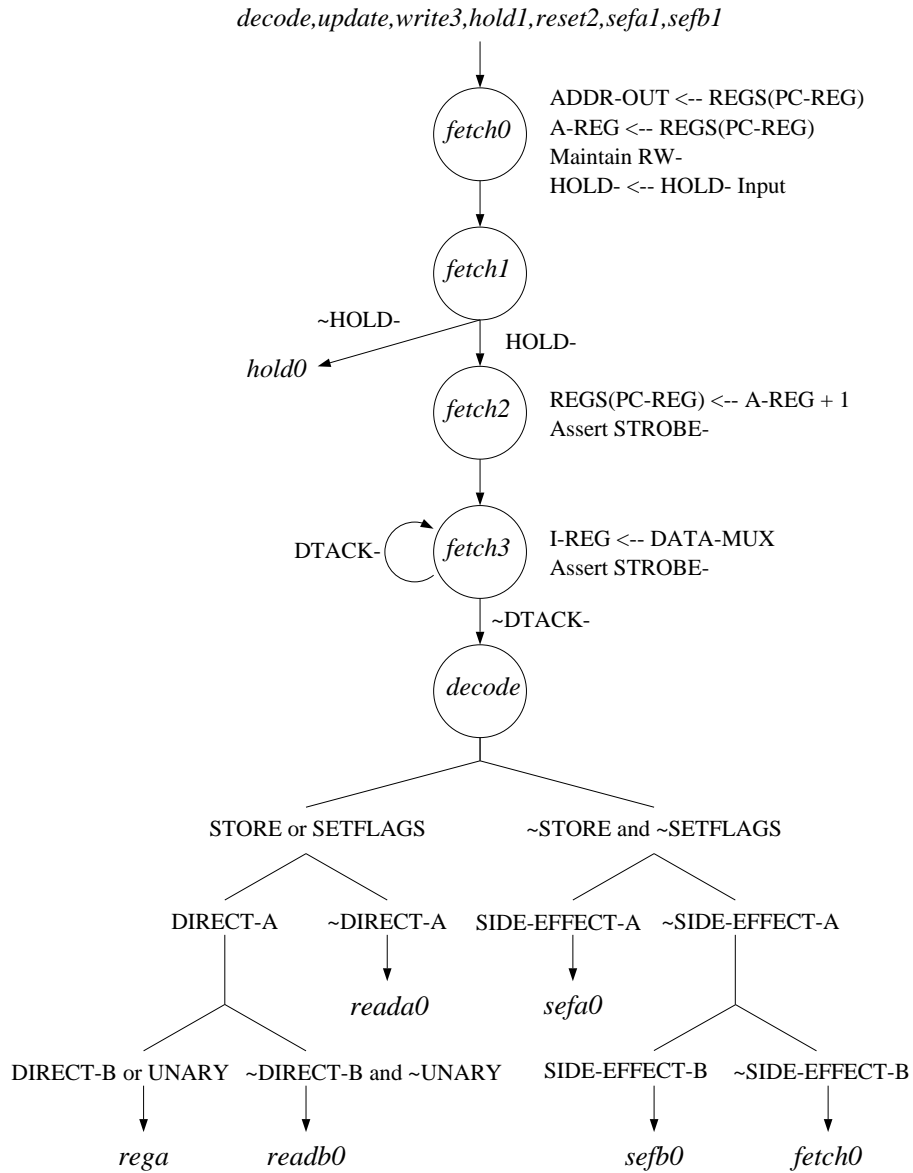 decode,update,write3,hold1,reset2,sefa1,sefb1
fetch0
ADDR-OUT <-- REGS(PC-REG)
A-REG <-- REGS(PC-REG)
Maintain RW-
HOLD- <-- HOLD- Input
fetch1
~HOLD-
HOLD-
hold0
fetch2
REGS(PC-REG) <-- A-REG + 1
Assert STROBE-
DTACK-
fetch3
I-REG <-- DATA-MUX
Assert STROBE-
~DTACK-
decode
STORE or SETFLAGS
~STORE and ~SETFLAGS
DIRECT-A
~DIRECT-A
SIDE-EFFECT-A
~SIDE-EFFECT-A
reada0
sefa0
DIRECT-B or UNARY
~DIRECT-B and ~UNARY
SIDE-EFFECT-B
~SIDE-EFFECT-B
rega
readb0
sefb0
fetch0